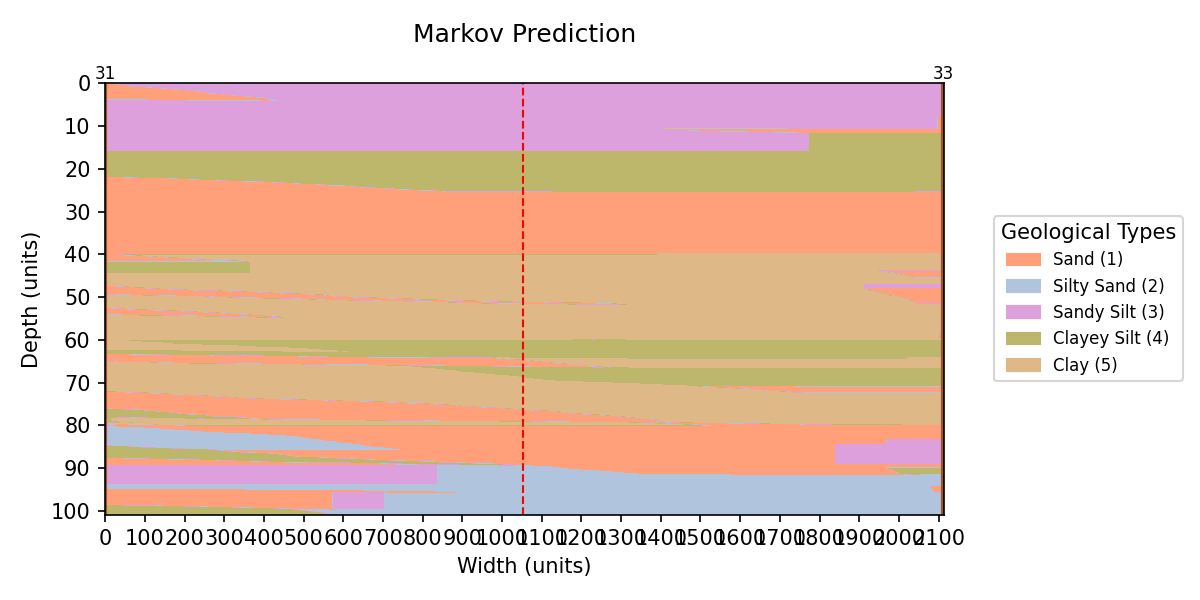 Markov Prediction
31
33
0
10
20
30
40
50
60
70
80
90
100
Depth (units)
0 100 200 300 400 500 600 700 800 900 1000 1100 1200 1300 1400 1500 1600 1700 1800 1900 2000 2100
Width (units)
Geological Types
Sand (1)
Silty Sand (2)
Sandy Silt (3)
Clayey Silt (4)
Clay (5)